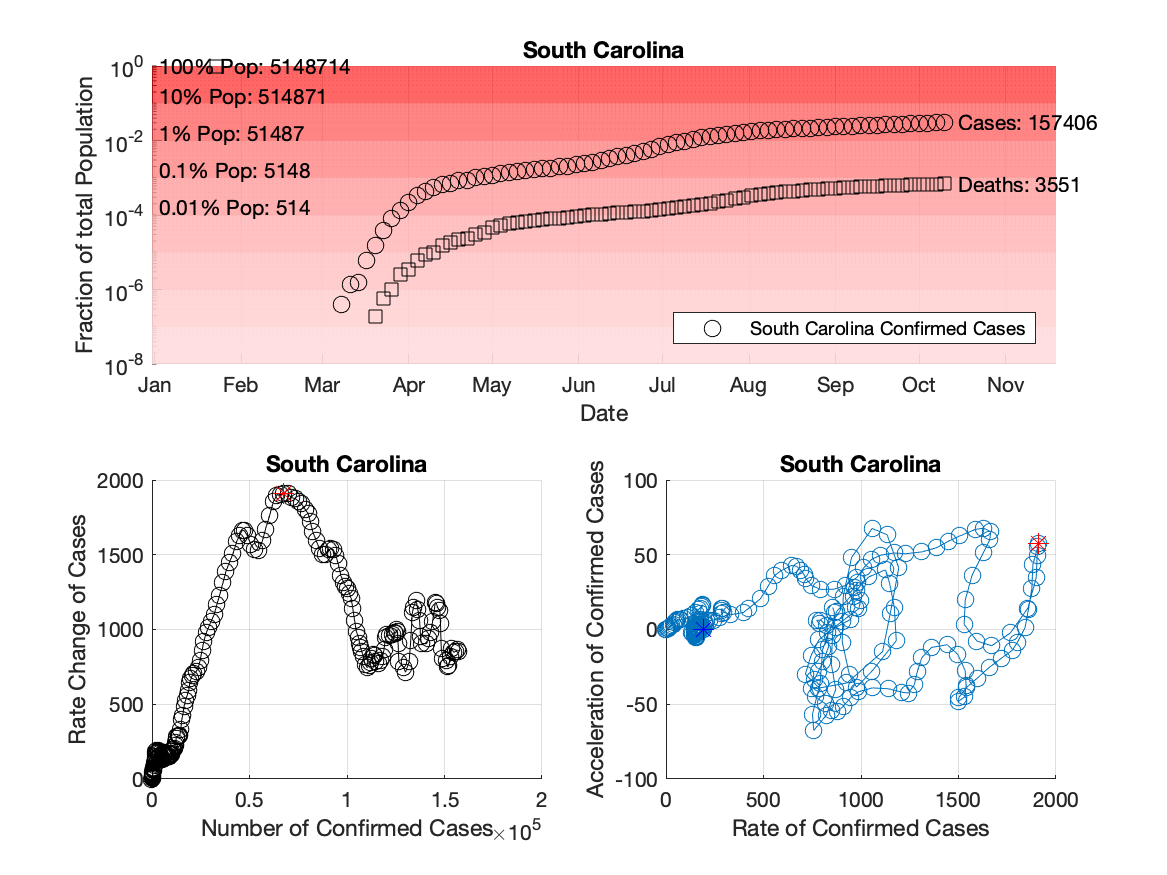 South Carolina
Fraction of total Population
10^0
10^-2
10^-4
10^-6
10^-8
100% Pop: 5148714
10% Pop: 514871
1% Pop: 51487
0.1% Pop: 5148
0.01% Pop: 514
Cases: 157406
Deaths: 3551
South Carolina Confirmed Cases
Jan Feb Mar Apr May Jun Jul Aug Sep Oct Nov
Date
South Carolina
Rate Change of Cases
2000
1500
1000
500
0
0 0.5 1 1.5 2
Number of Confirmed Cases
×10^5
South Carolina
Acceleration of Confirmed Cases
100
50
0
-50
-100
0 500 1000 1500 2000
Rate of Confirmed Cases